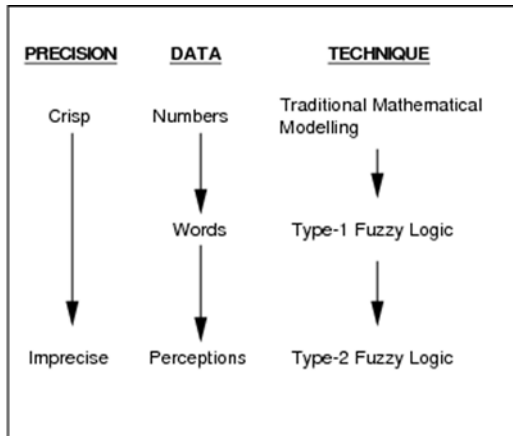 PRECISION DATA TECHNIQUE
Crisp Numbers Traditional Mathematical
Modelling
Words Type-1 Fuzzy Logic
Imprecise Perceptions Type-2 Fuzzy Logic